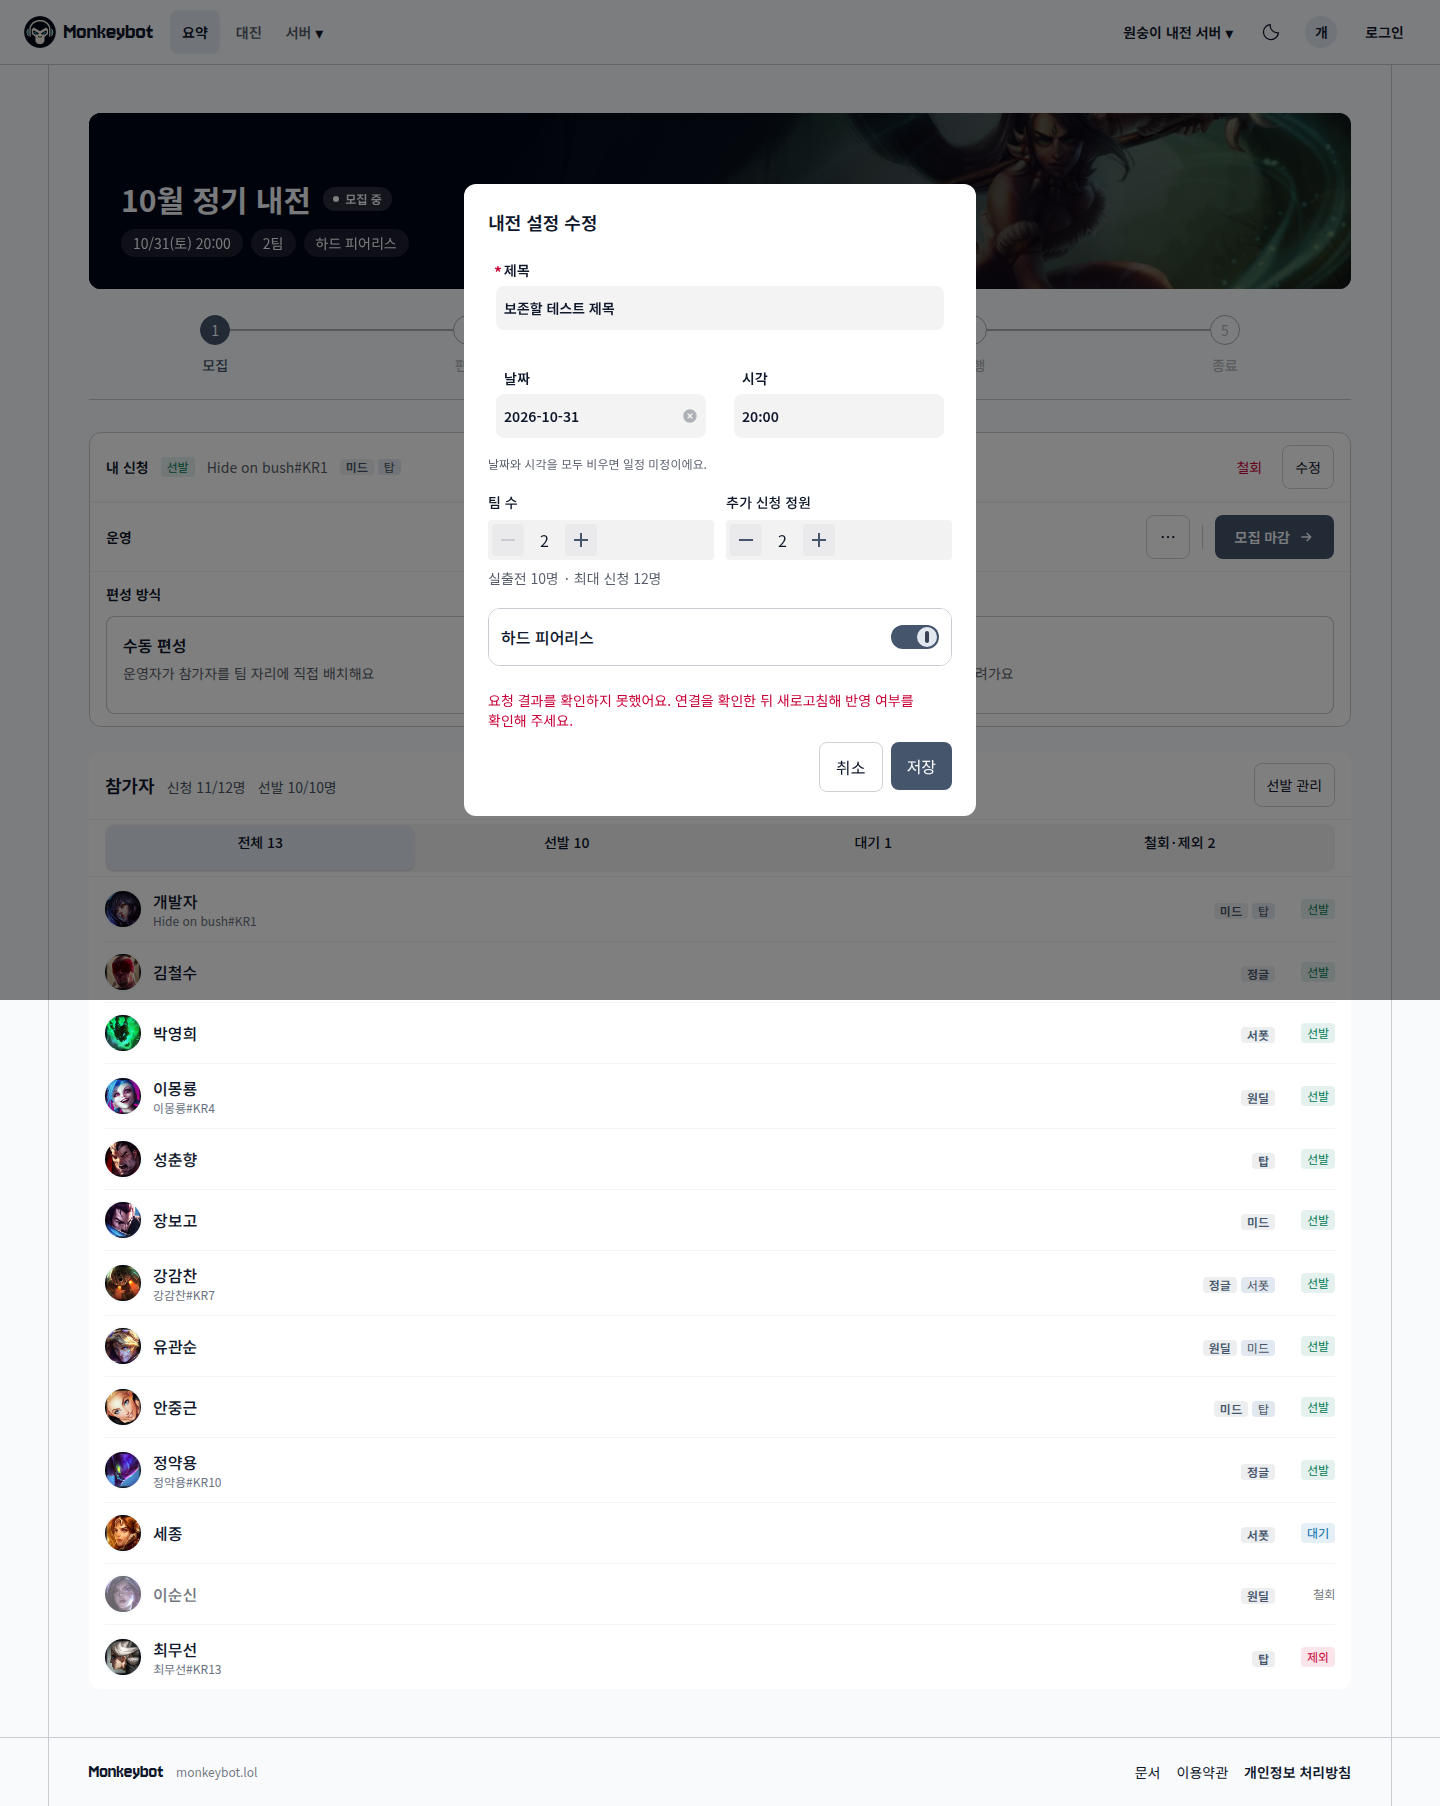 Monkeybot 요약 대진 서버 ▾ 원숭이 내전 서버 ▾ 개 로그인
10월 정기 내전 모집 중
10/31(토) 20:00 2팀 하드 피어리스
내전 설정 수정
* 제목
보존할 테스트 제목
날짜 시각
2026-10-31 20:00
날짜와 시각을 모두 비우면 일정 미정이에요.
팀 수 추가 신청 정원
2 2
실출전 10명 · 최대 신청 12명
하드 피어리스
요청 결과를 확인하지 못했어요. 연결을 확인한 뒤 새로고침해 반영 여부를
확인해 주세요.
취소 저장
1 5
모집 종료
내 신청 선발 Hide on bush#KR1 미드 탑 철회 수정
운영 ... 모집 마감 →
편성 방식
수동 편성
운영자가 참가자를 팀 자리에 직접 배치해요 려가요
참가자 신청 11/12명 선발 10/10명 선발 관리
전체 13 선발 10 대기 1 철회·제외 2
개발자 미드 탑 선발
Hide on bush#KR1
김철수 정글 선발
박영희 서폿 선발
이몽룡 원딜 선발
이몽룡#KR4
성춘향 탑 선발
장보고 미드 선발
강감찬 정글 서폿 선발
강감찬#KR7
유관순 원딜 미드 선발
안중근 미드 탑 선발
정약용 정글 선발
정약용#KR10
세종 서폿 대기
이순신 원딜 철회
최무선 탑 제외
최무선#KR13
Monkeybot monkeybot.lol 문서 이용약관 개인정보 처리방침